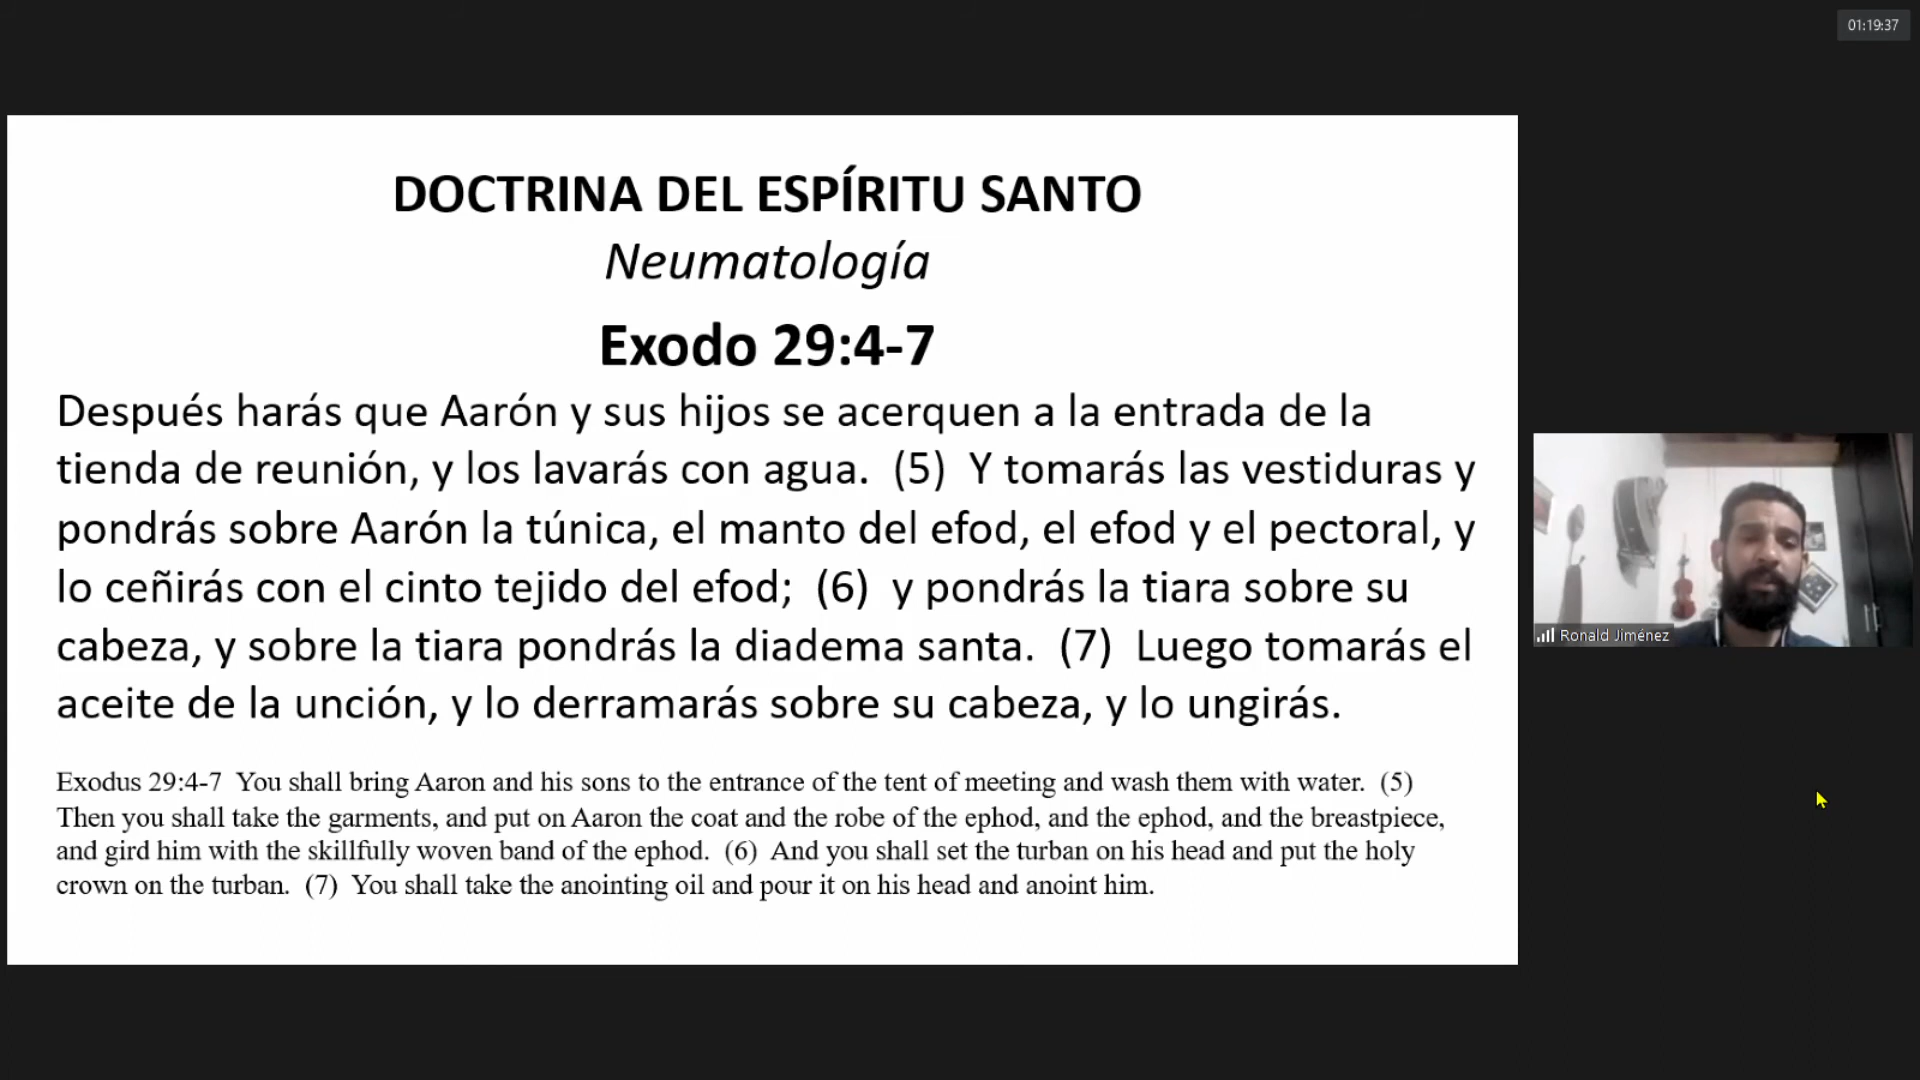 01:19:37
DOCTRINA DEL ESPÍRITU SANTO
Neumatología
Exodo 29:4-7
Después harás que Aarón y sus hijos se acerquen a la entrada de la
tienda de reunión, y los lavarás con agua. (5) Y tomarás las vestiduras y
pondrás sobre Aarón la túnica, el manto del efod, el efod y el pectoral, y
lo ceñirás con el cinto tejido del efod; (6) y pondrás la tiara sobre su
cabeza, y sobre la tiara pondrás la diadema santa. (7) Luego tomarás el
aceite de la unción, y lo derramarás sobre su cabeza, y lo ungirás.
Exodus 29:4-7 You shall bring Aaron and his sons to the entrance of the tent of meeting and wash them with water. (5)
Then you shall take the garments, and put on Aaron the coat and the robe of the ephod, and the ephod, and the breastpiece,
and gird him with the skillfully woven band of the ephod. (6) And you shall set the turban on his head and put the holy
crown on the turban. (7) You shall take the anointing oil and pour it on his head and anoint him.
Ronald Jiménez